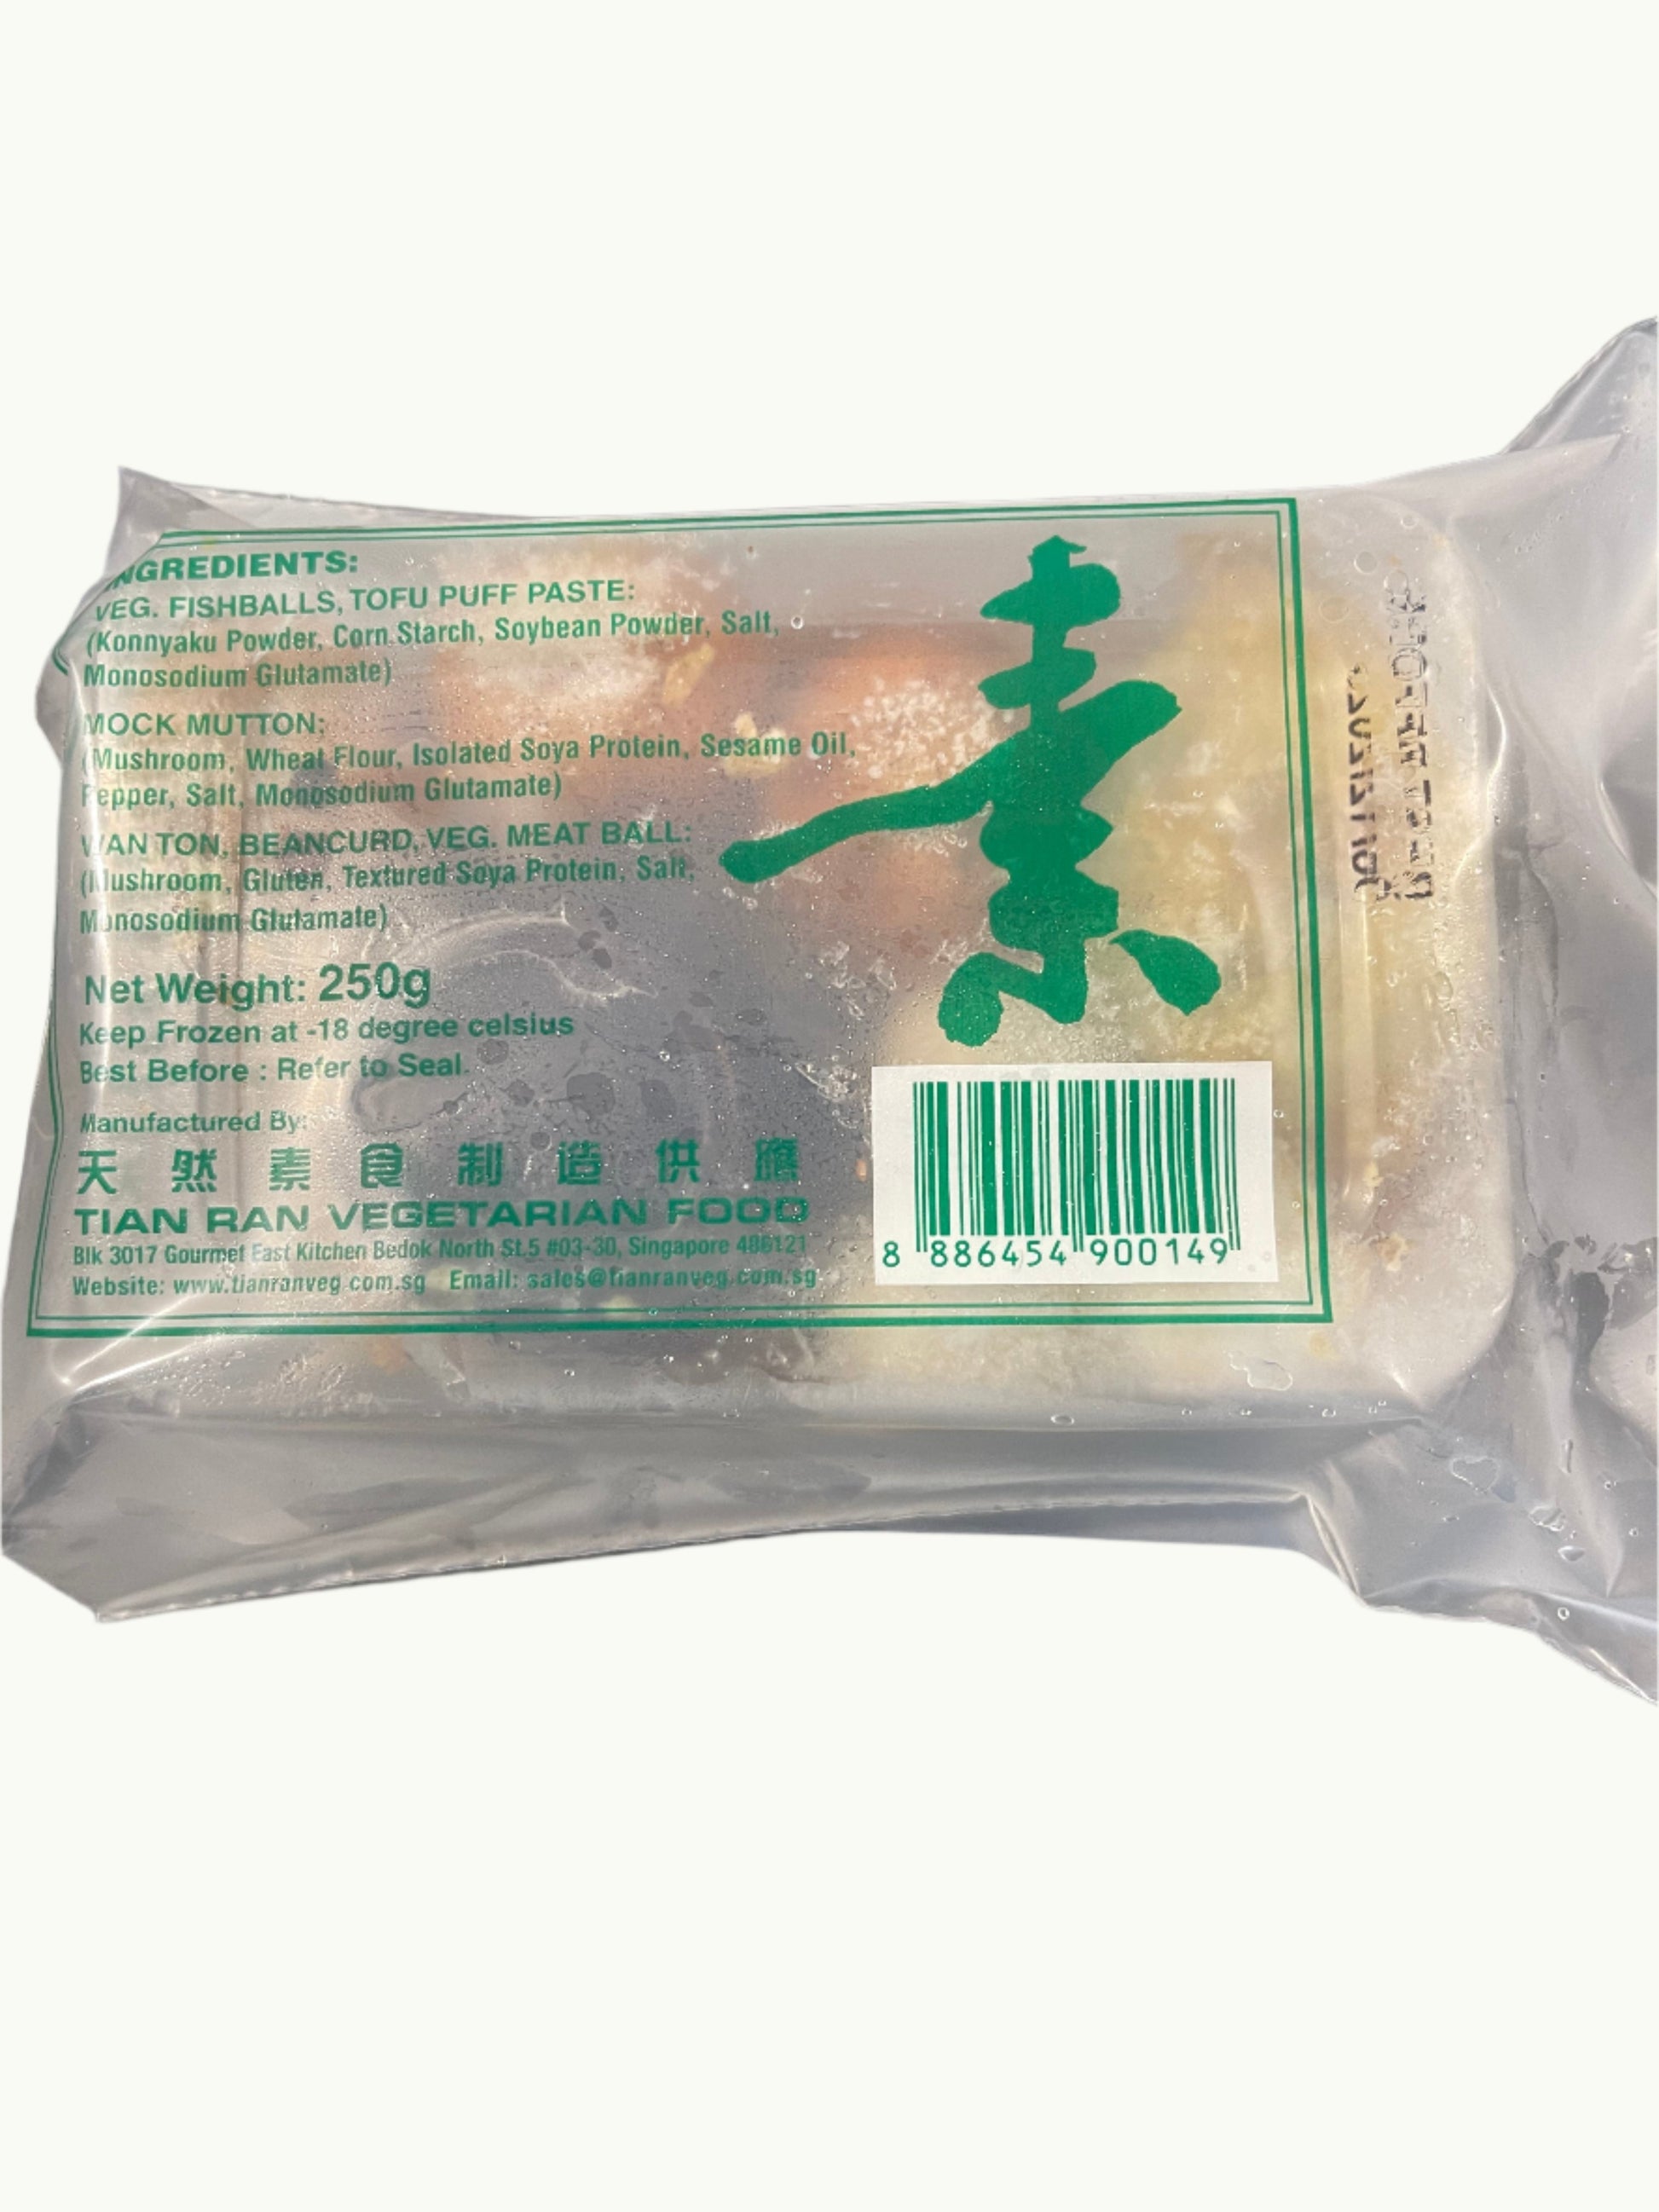 INGREDIENTS:
VEG. FISHBALLS, TOFU PUFF PASTE:
(Konnyaku Powder, Corn Starch, Soybean Powder, Salt,
Monosodium Glutamate)
MOCK MUTTON:
(Mushroom, Wheat Flour, Isolated Soya Protein, Sesame Oil,
Pepper, Salt, Monosodium Glutamate)
WAN TON, BEANCURD, VEG. MEAT BALL:
(Mushroom, Gluten, Textured Soya Protein, Salt,
Monosodium Glutamate)
Net Weight: 250g
Keep Frozen at -18 degree celsius
Best Before : Refer to Seal.
Manufactured By:
天然素食制造供應
TIAN RAN VEGETARIAN FOOD
Blk 3017 Gourmet East Kitchen Bedok North St.5 #03-30, Singapore 486121
Website: www.tianranveg.com.sg Email: sales@tianranveg.com.sg
素
8 886454 900149